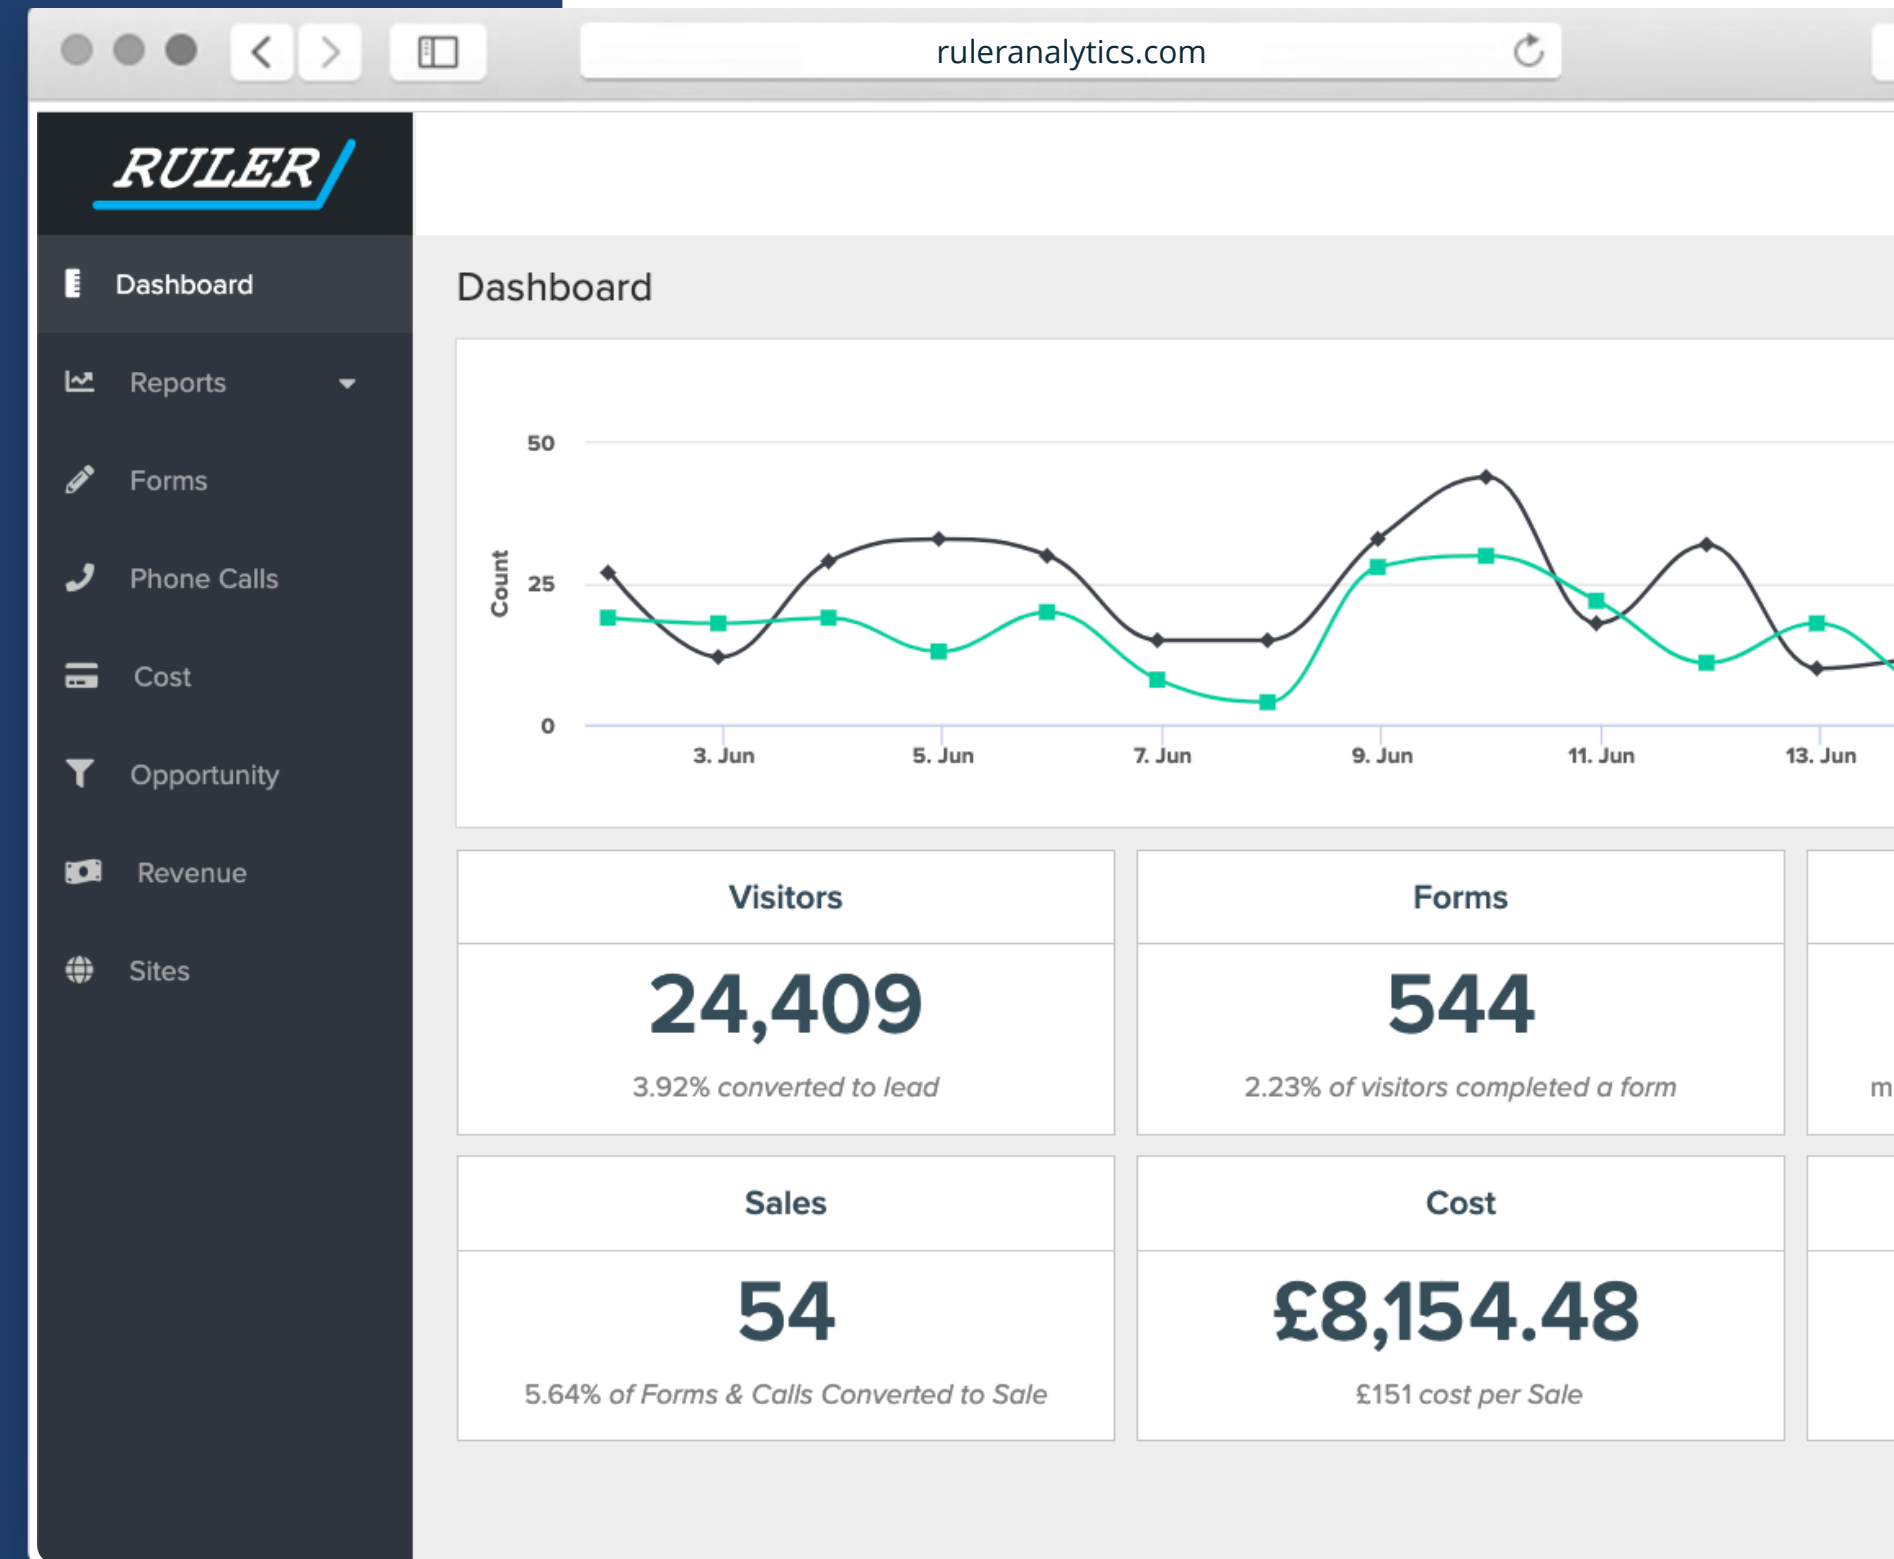 ruleranalytics.com
RULER
Dashboard
Reports
Forms
Phone Calls
Cost
Opportunity
Revenue
Sites
Dashboard
Count
50
25
0
3. Jun 5. Jun 7. Jun 9. Jun 11. Jun 13. Jun
Visitors
24,409
3.92% converted to lead
Forms
544
2.23% of visitors completed a form
m
Sales
54
5.64% of Forms & Calls Converted to Sale
Cost
£8,154.48
£151 cost per Sale